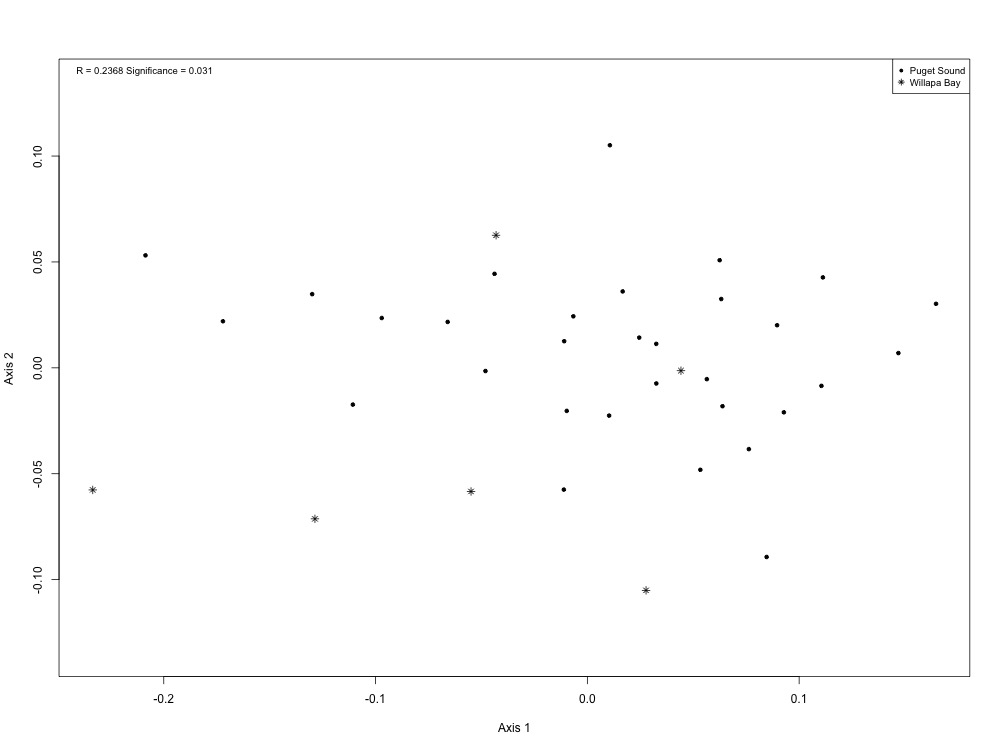 R = 0.2368 Significance = 0.031
Puget Sound
Willapa Bay
0.10
0.05
0.00
-0.05
-0.10
Axis 2
-0.2
-0.1
0.0
0.1
Axis 1